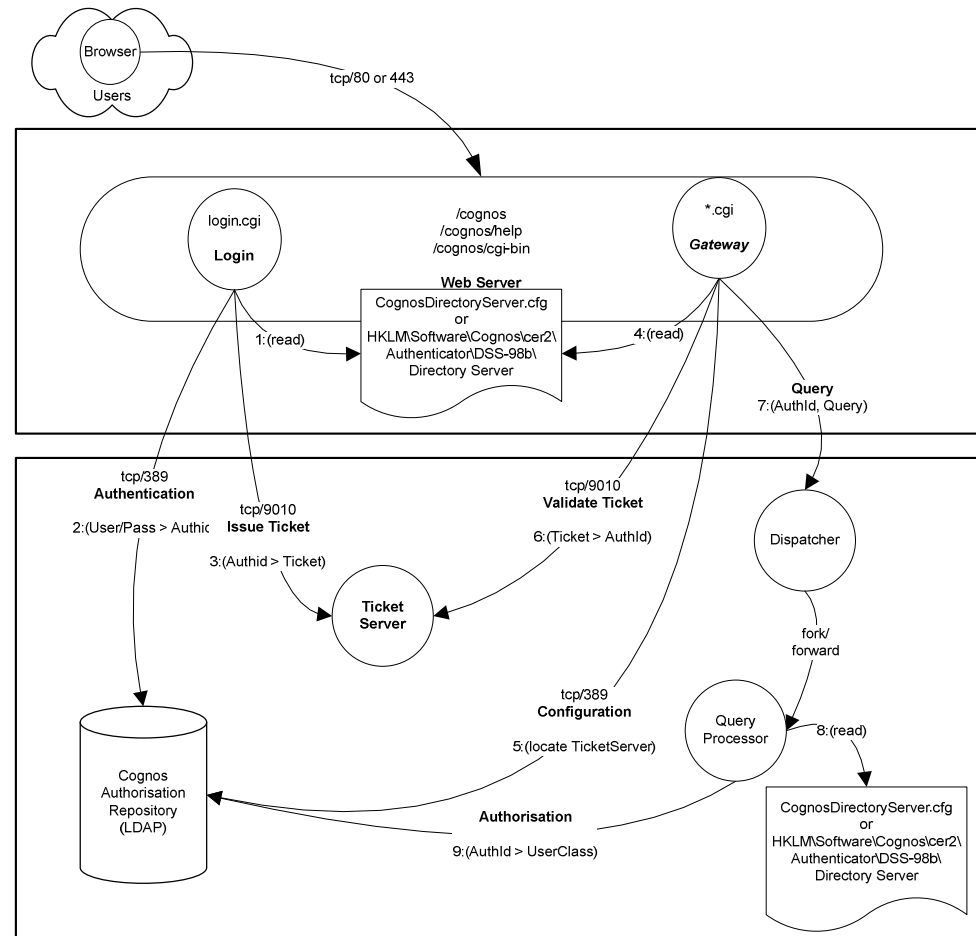 Browser
Users
tcp/80 or 443
login.cgi
Login
/cognos
/cognos/help
/cognos/cgi-bin
Web Server
*.cgi
Gateway
CognosDirectoryServer.cfg
or
HKLM\Software\Cognos\cer2\
Authenticator\DSS-98b\
Directory Server
1:(read)
4:(read)
Query
7:(AuthId, Query)
tcp/389
Authentication
2:(User/Pass > Authic
tcp/9010
Issue Ticket
3:(Authid > Ticket)
tcp/9010
Validate Ticket
6:(Ticket > AuthId)
Dispatcher
Ticket
Server
fork/
forward
tcp/389
Configuration
5:(locate TicketServer)
Query
Processor
8:(read)
Cognos
Authorisation
Repository
(LDAP)
Authorisation
9:(AuthId > UserClass)
CognosDirectoryServer.cfg
or
HKLM\Software\Cognos\cer2\
Authenticator\DSS-98b\
Directory Server